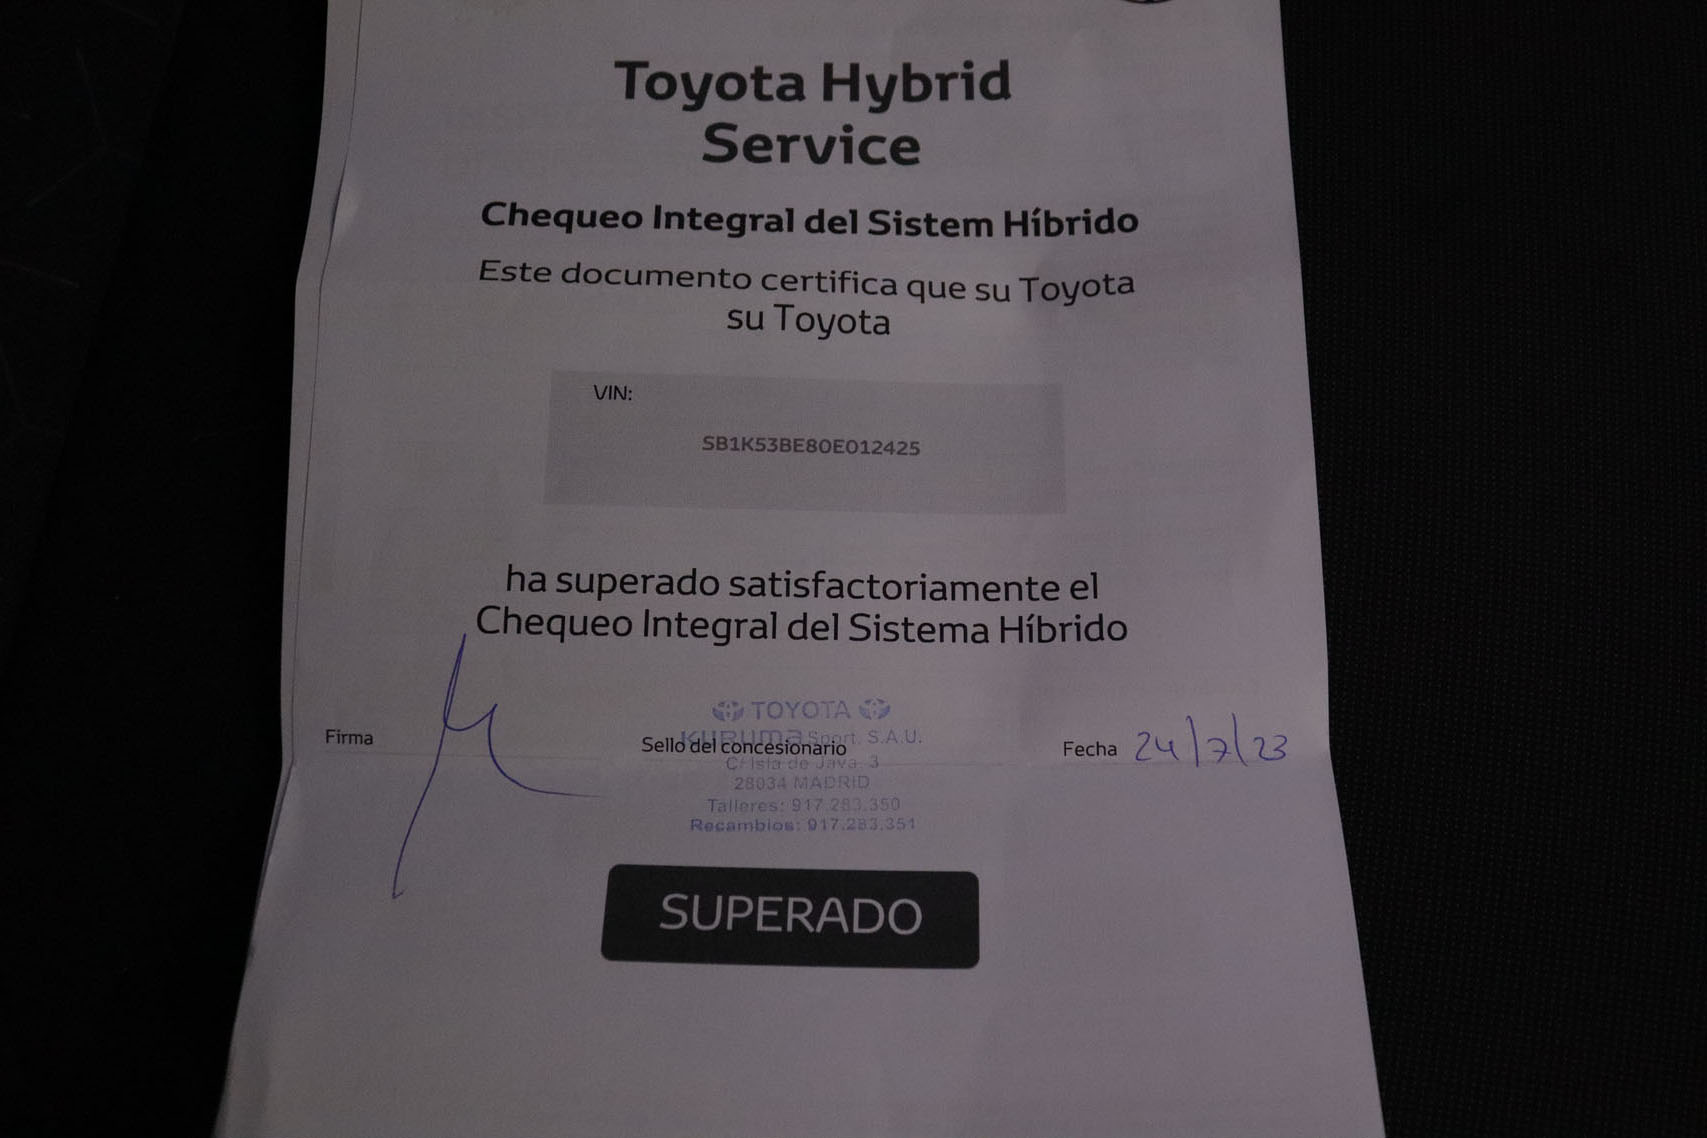 Toyota Hybrid
Service
Chequeo Integral del Sistem Híbrido
Este documento certifica que su Toyota
su Toyota
VIN:
SB1K53BE80E012425
ha superado satisfactoriamente el
Chequeo Integral del Sistema Híbrido
TOYOTA
KURUMA Sport, S.A.U.
Firma
Sello del concesionario
Fecha 24/7/23
C/ Isla de Java, 3
28034 MADRID
Talleres: 917.283.350
Recambios: 917.283.351
SUPERADO